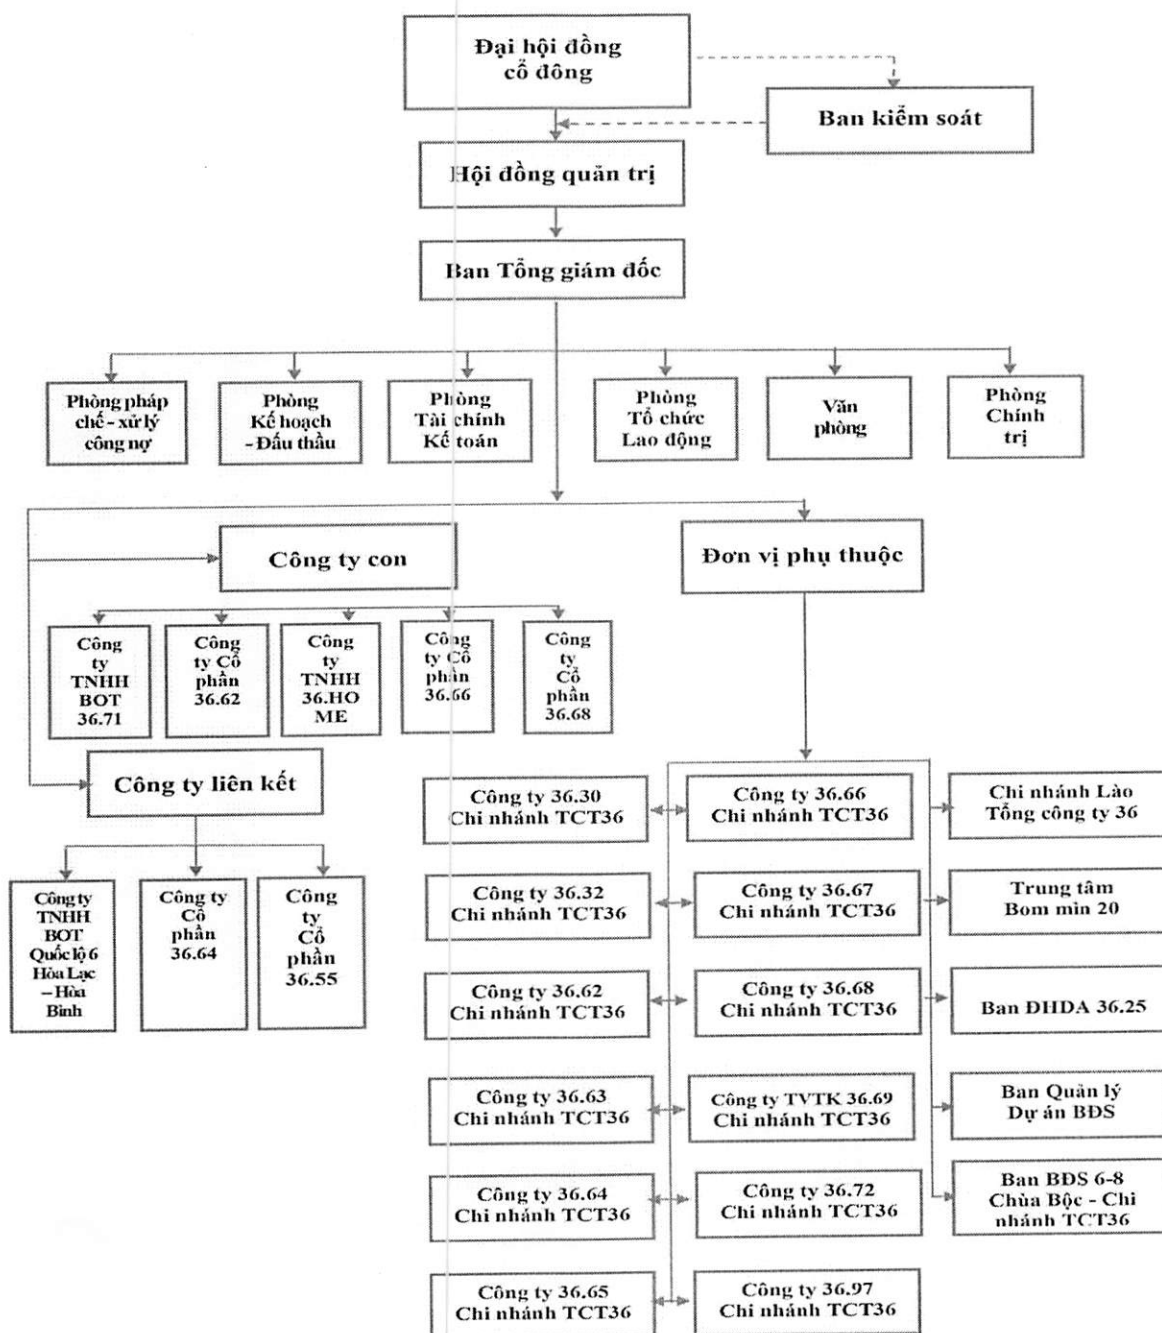 Đại hội đồng
cổ đông
Ban kiểm soát
Hội đồng quản trị
Ban Tổng giám đốc
Phòng pháp
chế - xử lý
công nợ
Phòng
Kế hoạch
- Đấu thầu
Phòng
Tài chính
Kế toán
Phòng
Tổ chức
Lao động
Văn
phòng
Phòng
Chính
trị
Công ty con
Đơn vị phụ thuộc
Công
ty
TNHH
BOT
36.71
Công
ty Cổ
phần
36.62
Công
ty
TNHH
36.HO
ME
Công
ty Cổ
phần
36.66
Công
ty
Cổ
phần
36.68
Công ty liên kết
Công ty
TNHH
BOT
Quốc lộ 6
Hòa Lạc
– Hòa
Bình
Công ty
Cổ
phần
36.64
Công
ty
Cổ
phần
36.55
Công ty 36.30
Chi nhánh TCT36
Công ty 36.66
Chi nhánh TCT36
Chi nhánh Lào
Tổng công ty 36
Công ty 36.32
Chi nhánh TCT36
Công ty 36.67
Chi nhánh TCT36
Trung tâm
Bom mìn 20
Công ty 36.62
Chi nhánh TCT36
Công ty 36.68
Chi nhánh TCT36
Ban ĐHDA 36.25
Công ty 36.63
Chi nhánh TCT36
Công ty TVTK 36.69
Chi nhánh TCT36
Ban Quản lý
Dự án BĐS
Công ty 36.64
Chi nhánh TCT36
Công ty 36.72
Chi nhánh TCT36
Ban BĐS 6-8
Chùa Bộc - Chi
nhánh TCT36
Công ty 36.65
Chi nhánh TCT36
Công ty 36.97
Chi nhánh TCT36